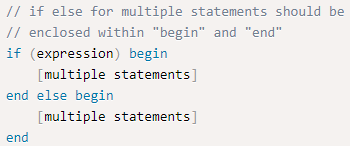 // if else for multiple statements should be
// enclosed within "begin" and "end"
if (expression) begin
    [multiple statements]
end else begin
    [multiple statements]
end